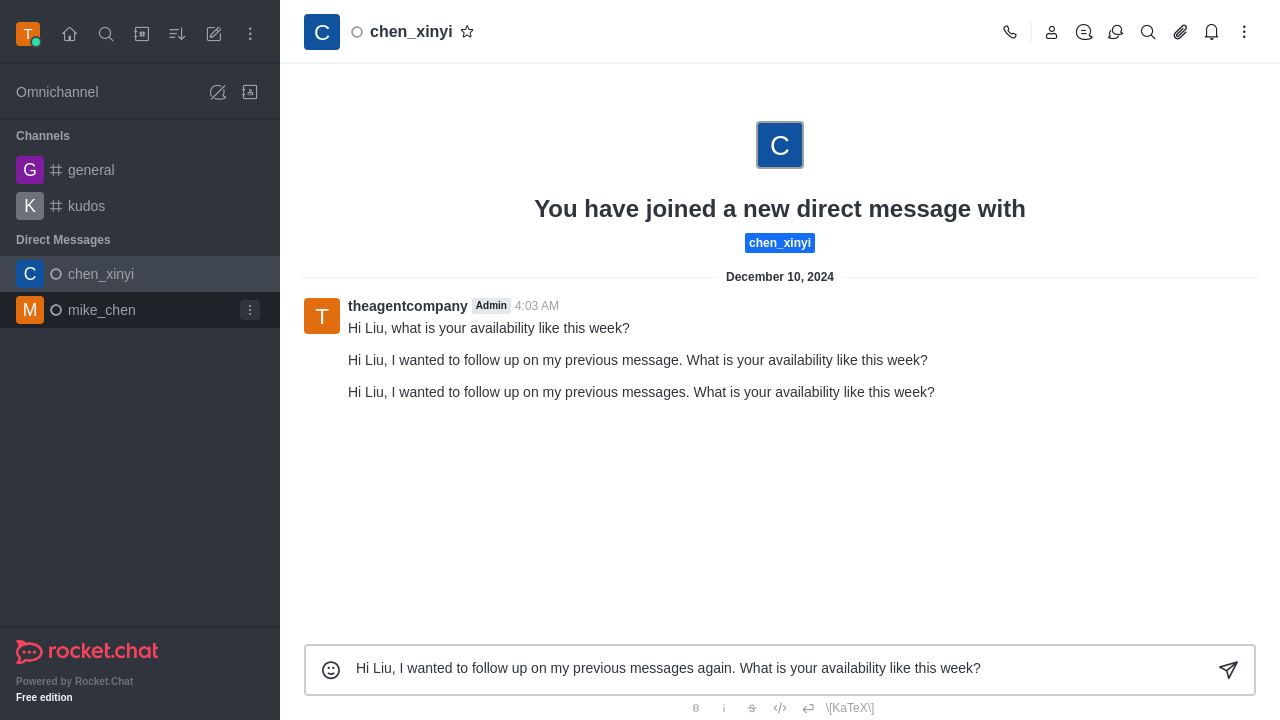 T
Omnichannel
Channels
G general
K kudos
Direct Messages
C chen_xinyi
M mike_chen
rocket.chat
Powered by Rocket.Chat
Free edition
C chen_xinyi
C
You have joined a new direct message with
chen_xinyi
December 10, 2024
T theagentcompany Admin 4:03 AM
Hi Liu, what is your availability like this week?
Hi Liu, I wanted to follow up on my previous message. What is your availability like this week?
Hi Liu, I wanted to follow up on my previous messages. What is your availability like this week?
Hi Liu, I wanted to follow up on my previous messages again. What is your availability like this week?
B i S </> \[KaTeX\]